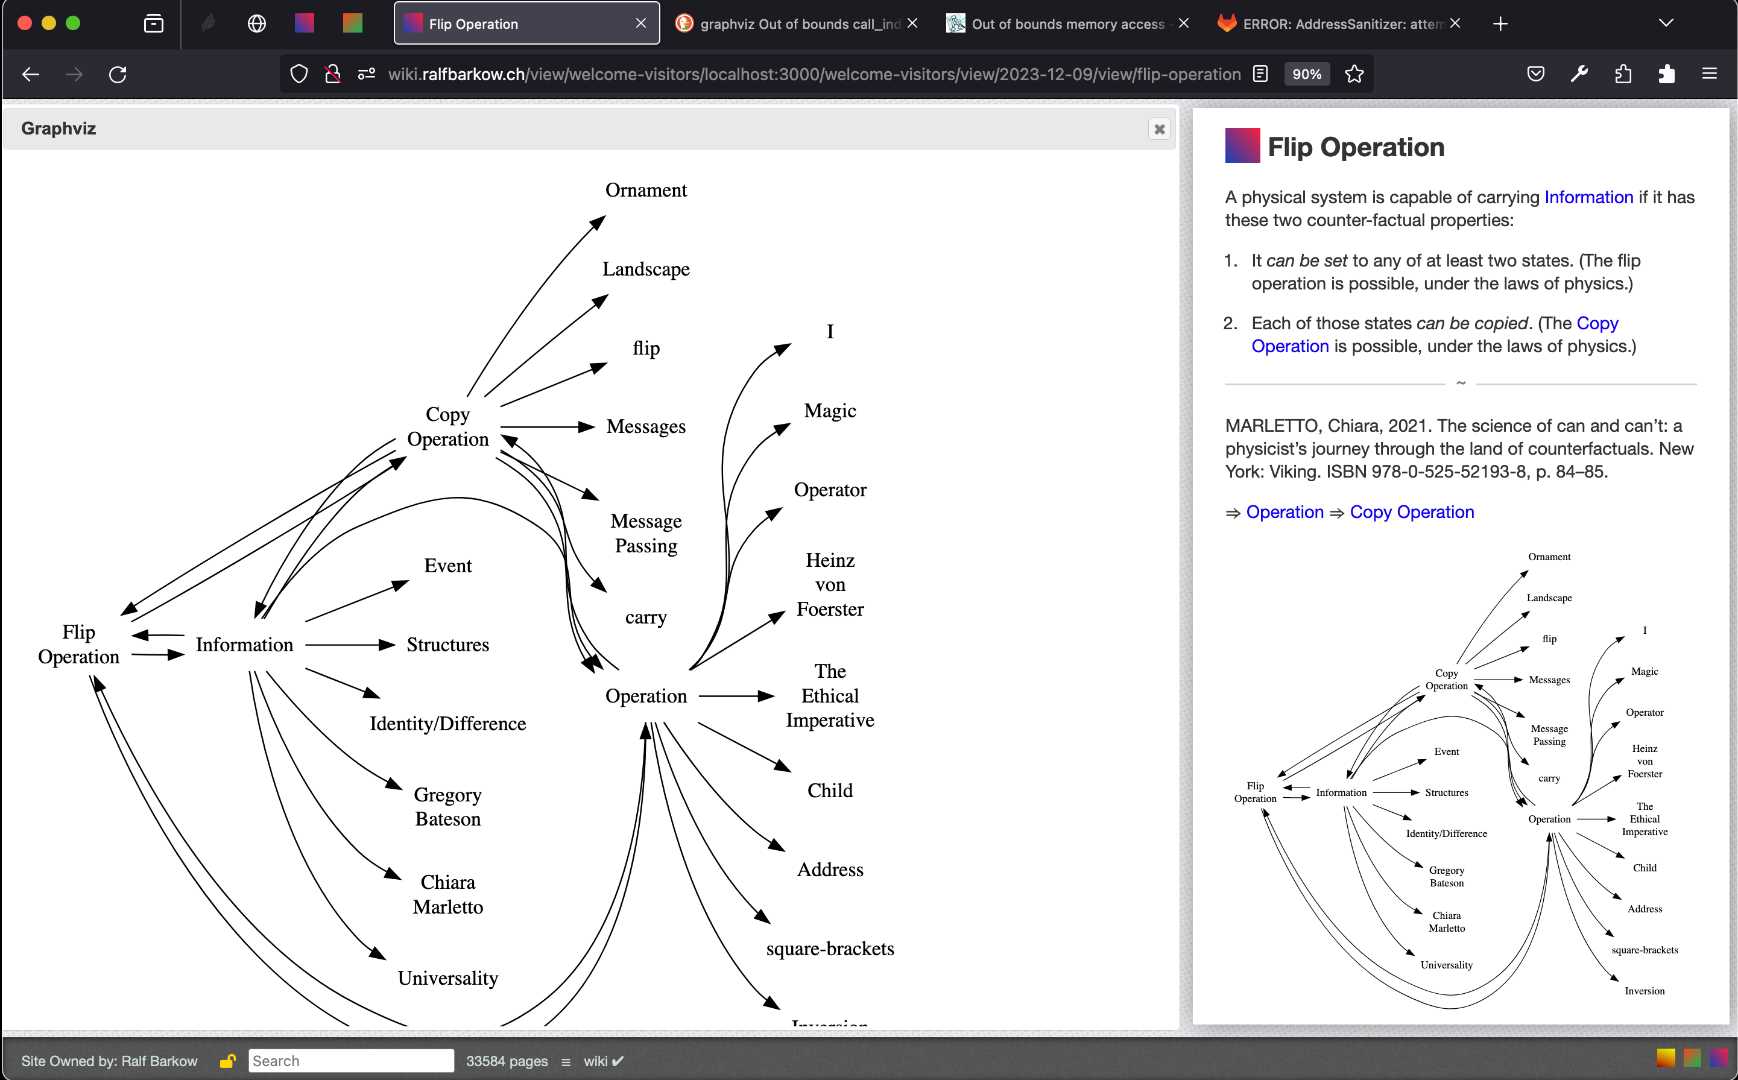 Flip Operation
graphviz Out of bounds call_ind
Out of bounds memory access
ERROR: AddressSanitizer: attem
wiki.ralfbarkow.ch/view/welcome-visitors/localhost:3000/welcome-visitors/view/2023-12-09/view/flip-operation
90%
Graphviz
Ornament
Landscape
I
flip
Magic
Copy
Operation
Messages
Operator
Message
Passing
Event
Heinz
von
Foerster
carry
Flip
Operation
Information
Structures
The
Ethical
Imperative
Operation
Identity/Difference
Child
Gregory
Bateson
Address
Chiara
Marletto
square-brackets
Universality
Inversion
Flip Operation
A physical system is capable of carrying Information if it has
these two counter-factual properties:
1. It can be set to any of at least two states. (The flip
operation is possible, under the laws of physics.)
2. Each of those states can be copied. (The Copy
Operation is possible, under the laws of physics.)
~
MARLETTO, Chiara, 2021. The science of can and can't: a
physicist's journey through the land of counterfactuals. New
York: Viking. ISBN 978-0-525-52193-8, p. 84–85.
⇒ Operation ⇒ Copy Operation
Ornament
Landscape
I
flip
Magic
Copy
Operation
Messages
Operator
Message
Passing
Event
Heinz
von
Foerster
carry
Flip
Operation
Information
Structures
The
Ethical
Imperative
Operation
Identity/Difference
Child
Gregory
Bateson
Address
Chiara
Marletto
square-brackets
Universality
Inversion
Site Owned by: Ralf Barkow
Search
33584 pages
≡
wiki ✔